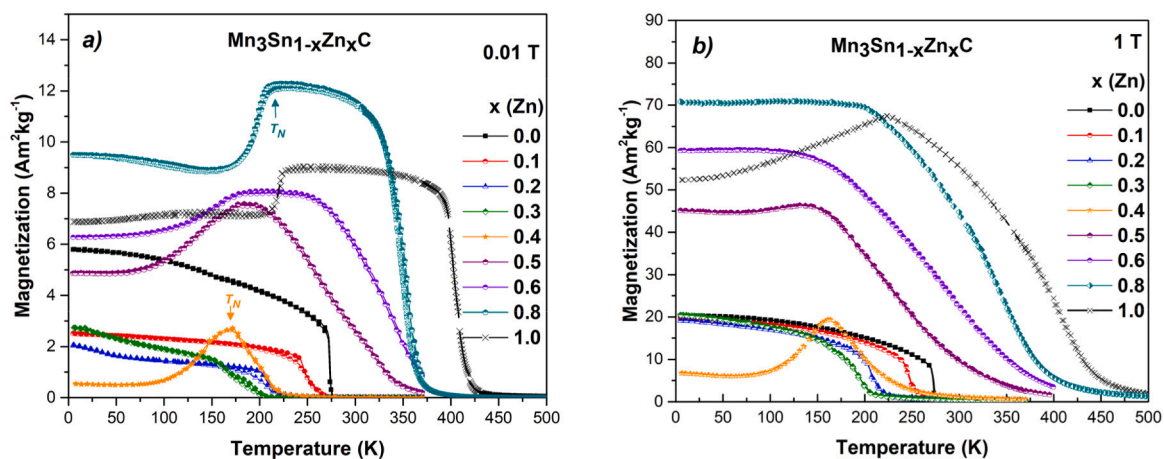 a)
Mn3Sn1-xZnxC
0.01 T
x (Zn)
0.0
0.1
0.2
0.3
0.4
0.5
0.6
0.8
1.0
TN
TN
Magnetization (Am2kg-1)
14
12
10
8
6
4
2
0
0 50 100 150 200 250 300 350 400 450 500
Temperature (K)
b)
Mn3Sn1-xZnxC
1 T
x (Zn)
0.0
0.1
0.2
0.3
0.4
0.5
0.6
0.8
1.0
Magnetization (Am2kg-1)
90
80
70
60
50
40
30
20
10
0
0 50 100 150 200 250 300 350 400 450 500
Temperature (K)